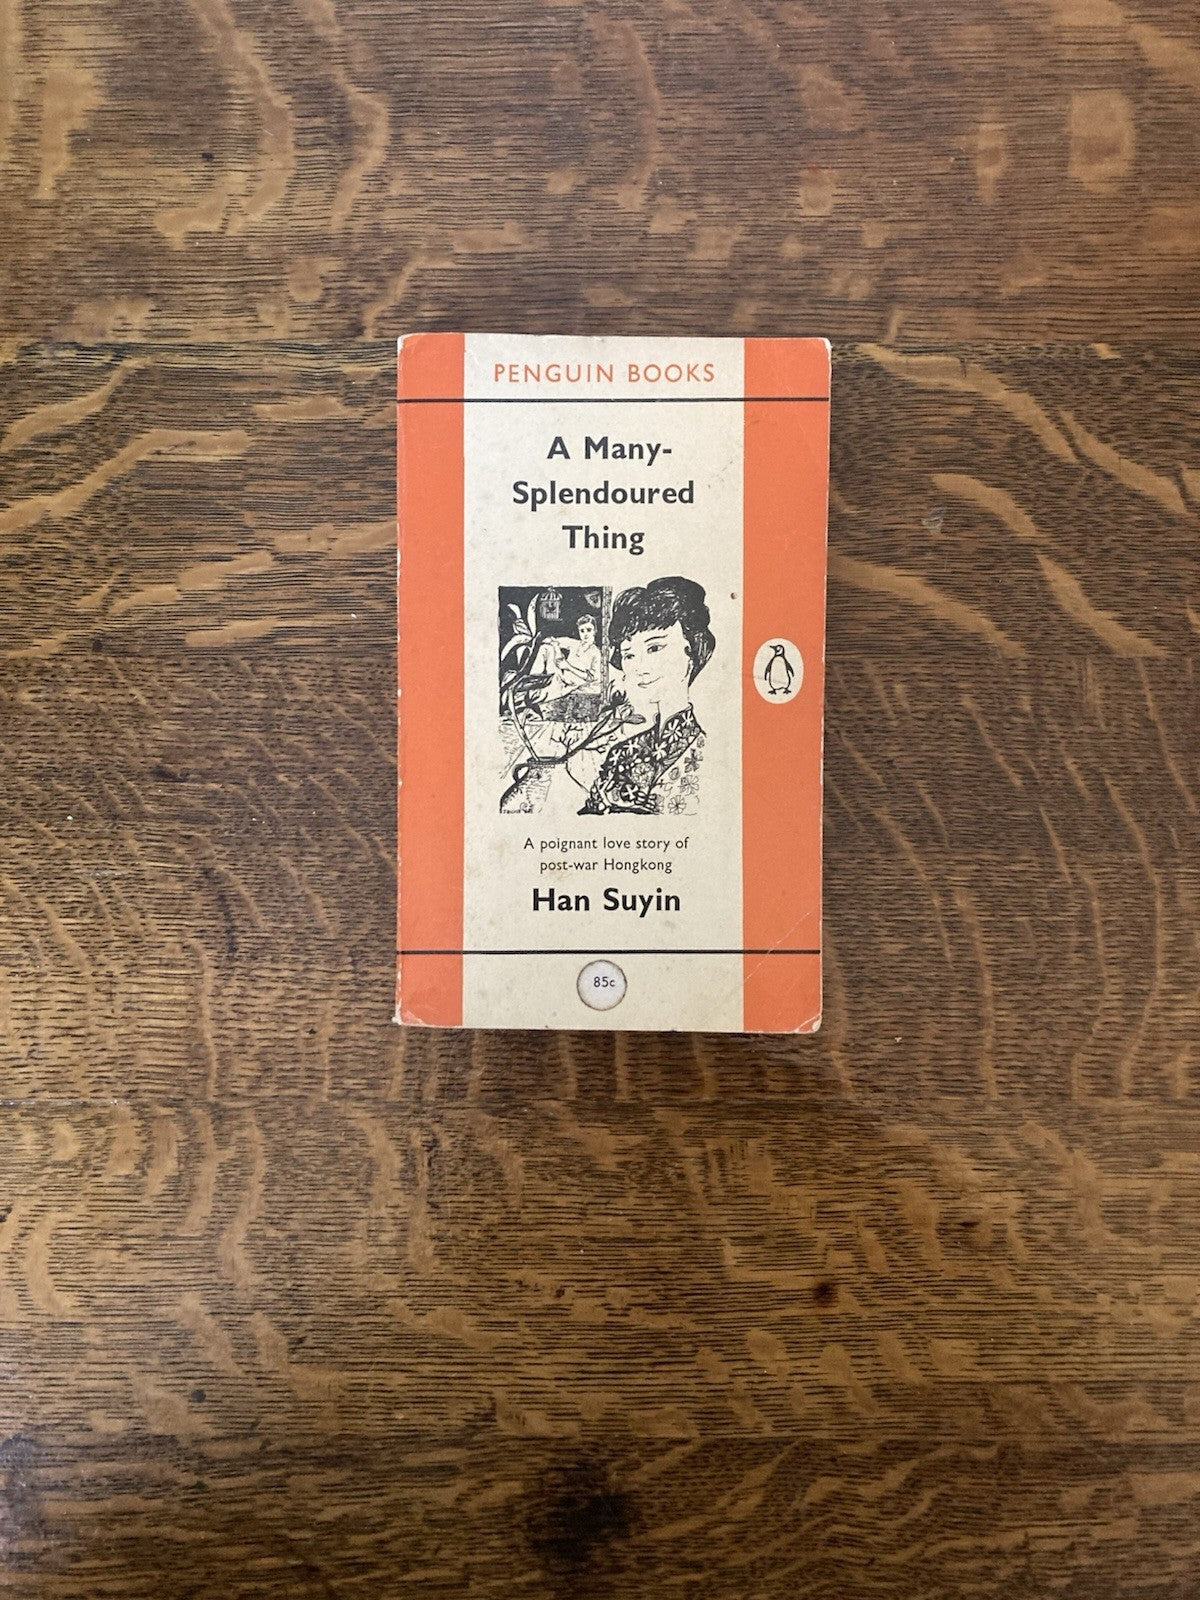 PENGUIN BOOKS
A Many-
Splendoured
Thing
A poignant love story of
post-war Hongkong
Han Suyin
85c